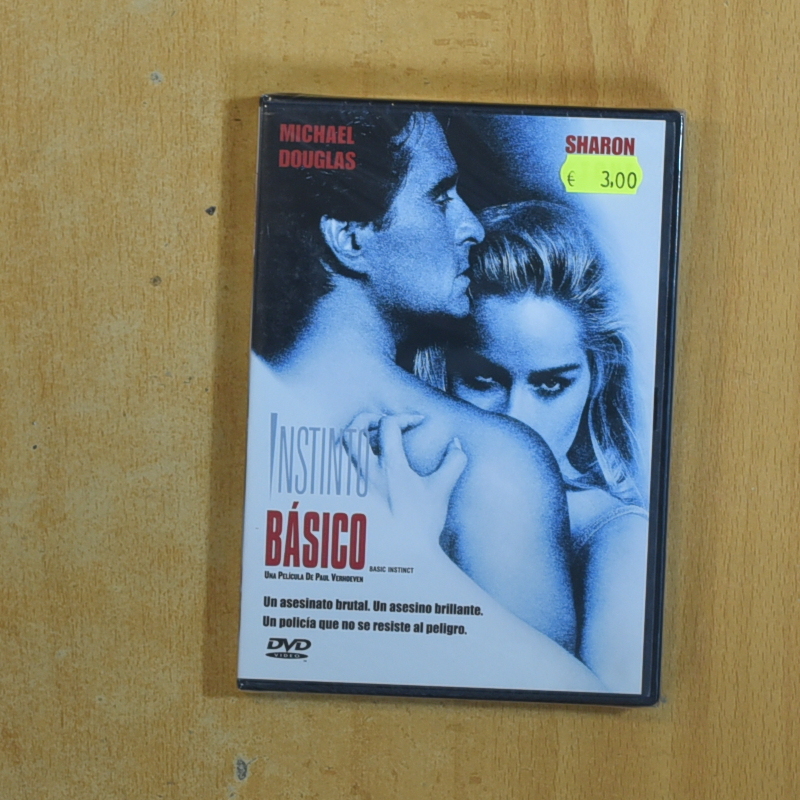 MICHAEL
DOUGLAS
SHARON
€ 3,00
INSTINTO
BÁSICO
BASIC INSTINCT
UNA PELÍCULA DE PAUL VERHOEVEN
Un asesinato brutal. Un asesino brillante.
Un policía que no se resiste al peligro.
DVD
VIDEO